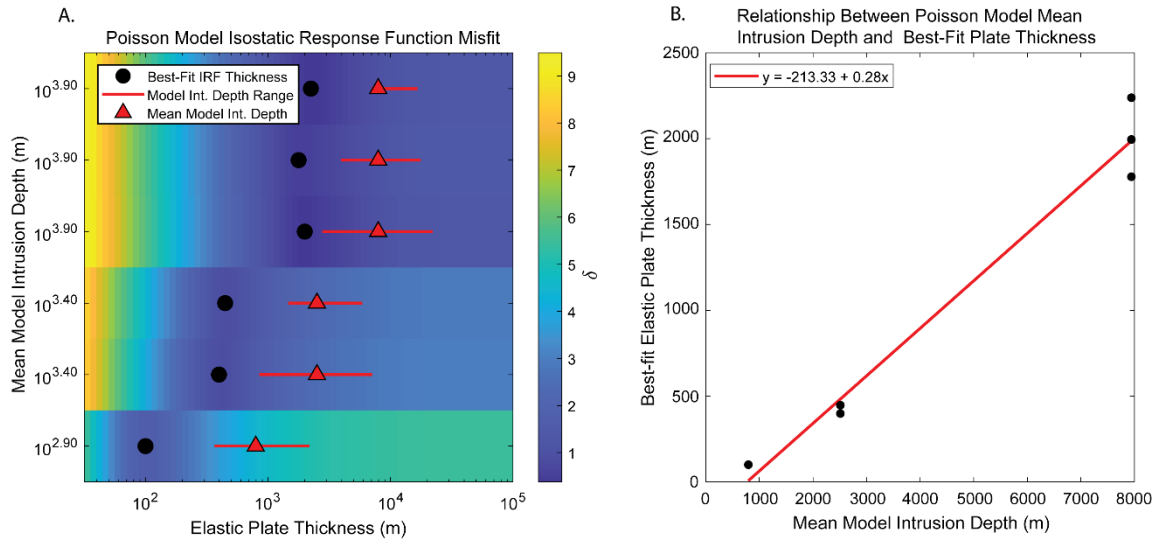 A.
Poisson Model Isostatic Response Function Misfit
Best-Fit IRF Thickness
Model Int. Depth Range
Mean Model Int. Depth
Mean Model Intrusion Depth (m)
10^3.90
10^3.90
10^3.90
10^3.40
10^3.40
10^2.90
10^2
10^3
10^4
10^5
Elastic Plate Thickness (m)
9
8
7
6
5
4
3
2
1
δ
B.
Relationship Between Poisson Model Mean
Intrusion Depth and Best-Fit Plate Thickness
y = -213.33 + 0.28x
Best-fit Elastic Plate Thickness (m)
2500
2000
1500
1000
500
0
0
1000
2000
3000
4000
5000
6000
7000
8000
Mean Model Intrusion Depth (m)